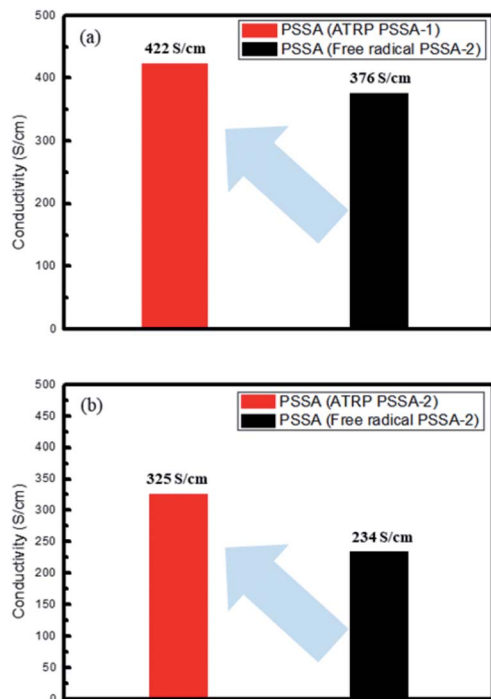 (a)
PSSA (ATRP PSSA-1)
PSSA (Free radical PSSA-2)
422 S/cm
376 S/cm
Conductivity (S/cm)
500
400
300
200
100
0
(b)
PSSA (ATRP PSSA-2)
PSSA (Free radical PSSA-2)
325 S/cm
234 S/cm
Conductivity (S/cm)
500
450
400
350
300
250
200
150
100
50
0